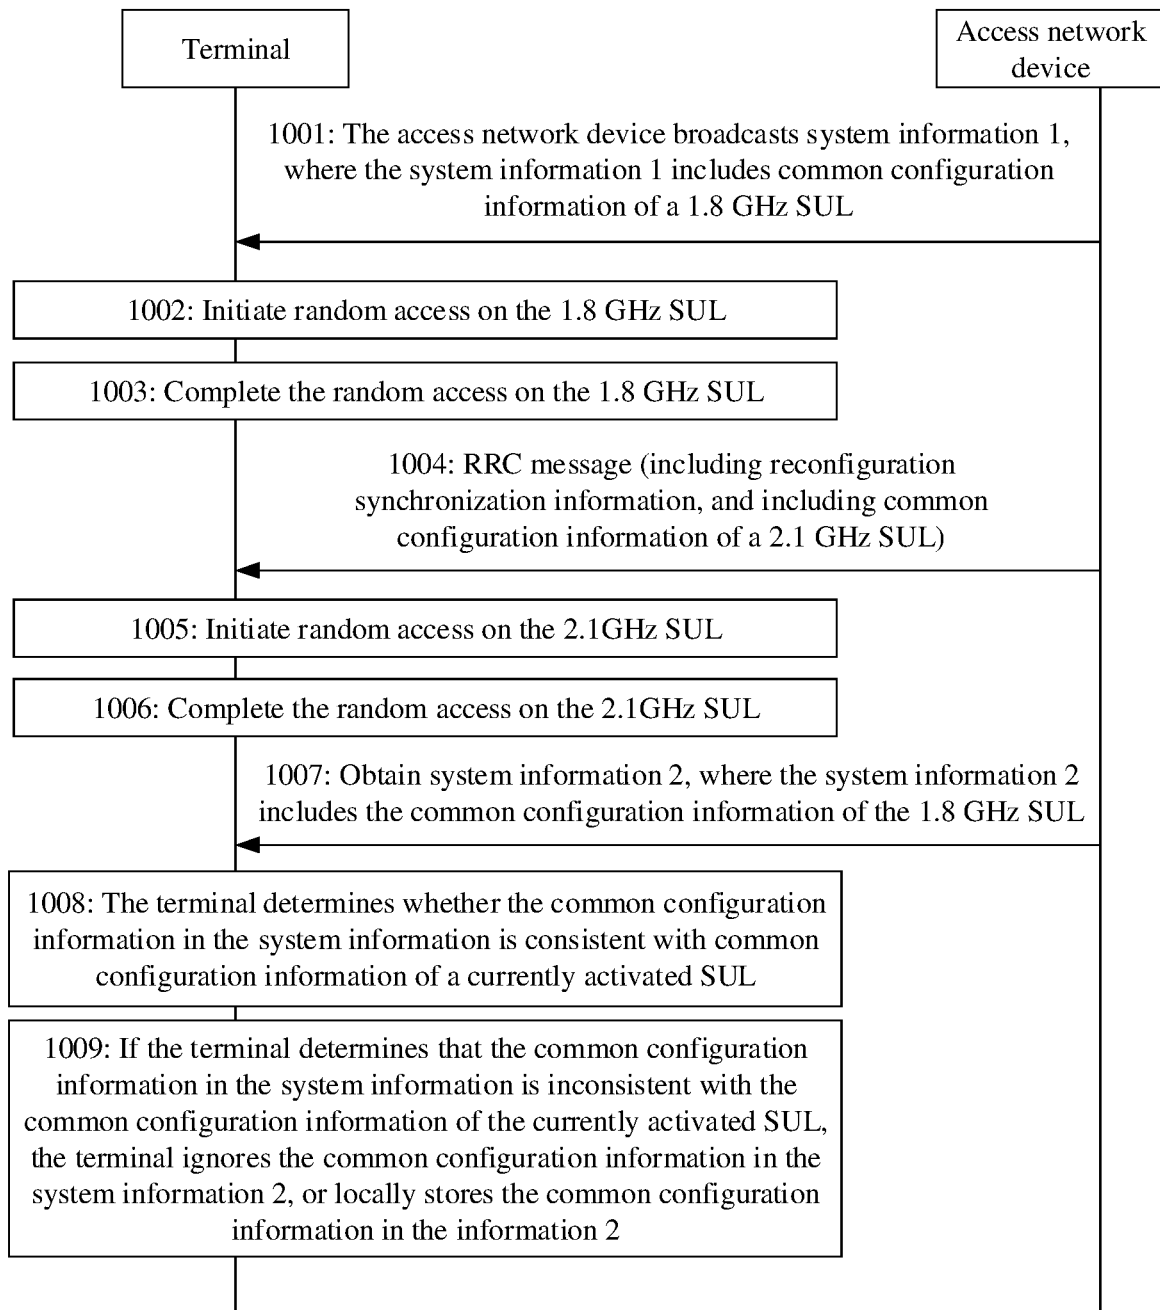 Terminal
Access network
device
1001: The access network device broadcasts system information 1,
where the system information 1 includes common configuration
information of a 1.8 GHz SUL
1002: Initiate random access on the 1.8 GHz SUL
1003: Complete the random access on the 1.8 GHz SUL
1004: RRC message (including reconfiguration
synchronization information, and including common
configuration information of a 2.1 GHz SUL)
1005: Initiate random access on the 2.1GHz SUL
1006: Complete the random access on the 2.1GHz SUL
1007: Obtain system information 2, where the system information 2
includes the common configuration information of the 1.8 GHz SUL
1008: The terminal determines whether the common configuration
information in the system information is consistent with common
configuration information of a currently activated SUL
1009: If the terminal determines that the common configuration
information in the system information is inconsistent with the
common configuration information of the currently activated SUL,
the terminal ignores the common configuration information in the
system information 2, or locally stores the common configuration
information in the information 2